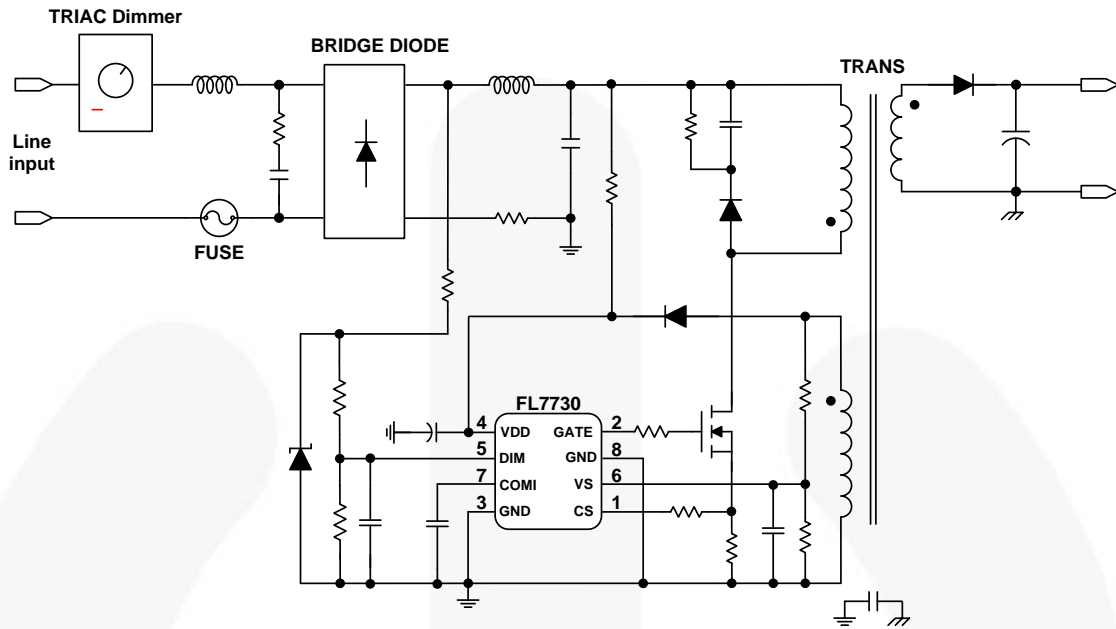 TRIAC Dimmer
BRIDGE DIODE
TRANS
Line
input
FUSE
FL7730
4 VDD GATE 2
5 DIM GND 8
7 COMI VS 6
3 GND CS 1